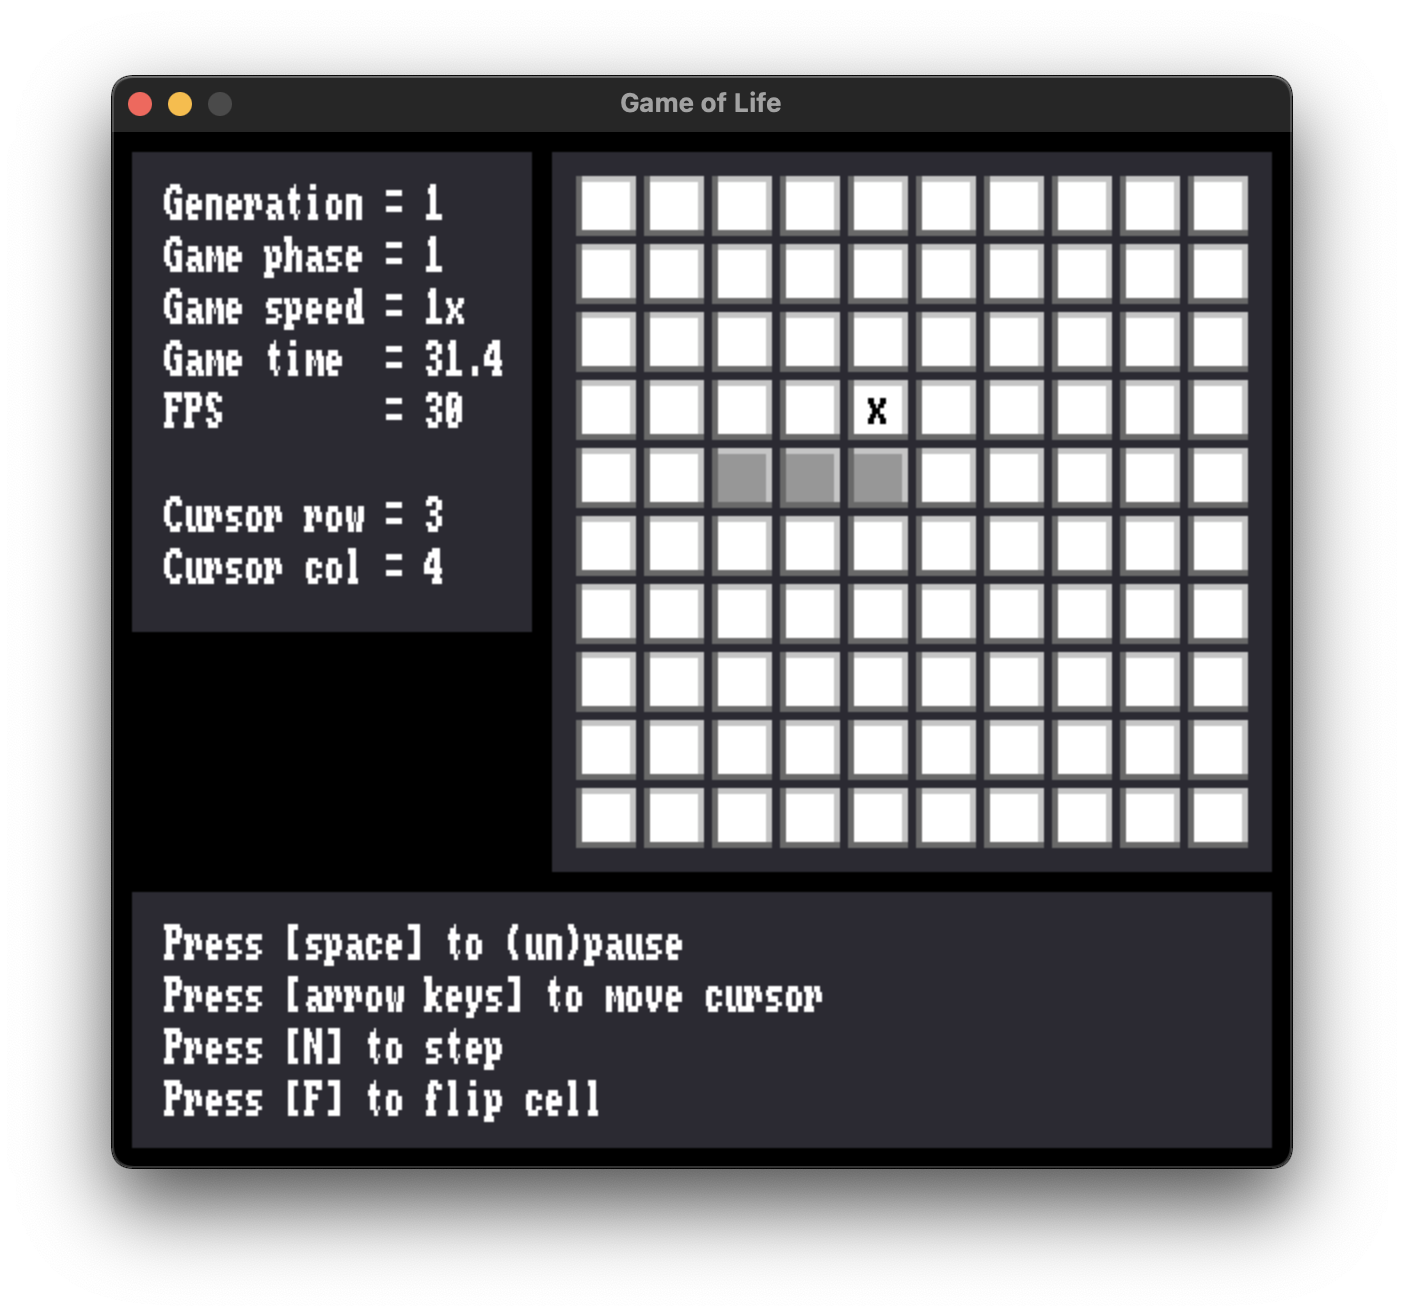 Game of Life
Generation = 1
Game phase = 1
Game speed = 1x
Game time  = 31.4
FPS        = 30
Cursor row = 3
Cursor col = 4
X
Press [space] to (un)pause
Press [arrow keys] to move cursor
Press [N] to step
Press [F] to flip cell